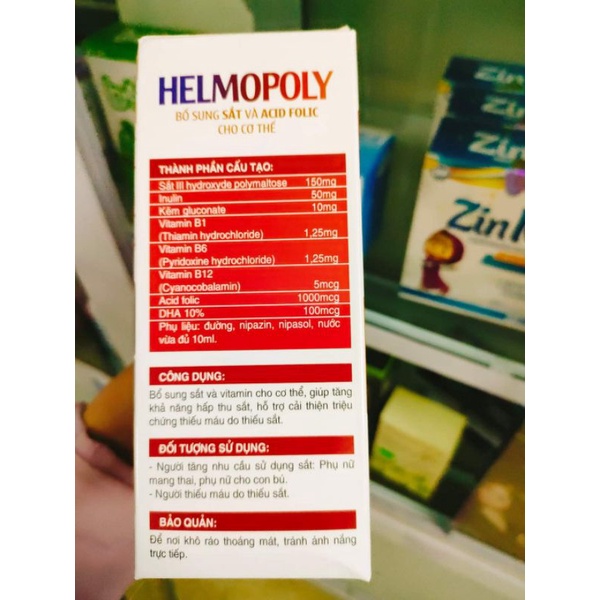 HELMOPOLY
BỔ SUNG SẮT VÀ ACID FOLIC
CHO CƠ THỂ
THÀNH PHẦN CẤU TẠO:
Sắt III hydroxyde polymaltose 150mg
Inulin 50mg
Kẽm gluconate 10mg
Vitamin B1
(Thiamin hydrochloride) 1,25mg
Vitamin B6
(Pyridoxine hydrochloride) 1,25mg
Vitamin B12
(Cyanocobalamin) 5mcg
Acid folic 1000mcg
DHA 10% 100mcg
Phụ liệu: đường, nipazin, nipasol, nước
vừa đủ 10ml.
CÔNG DỤNG:
Bổ sung sắt và vitamin cho cơ thể, giúp tăng
khả năng hấp thu sắt, hỗ trợ cải thiện triệu
chứng thiếu máu do thiếu sắt.
ĐỐI TƯỢNG SỬ DỤNG:
- Người tăng nhu cầu sử dụng sắt: Phụ nữ
mang thai, phụ nữ cho con bú.
- Người thiếu máu do thiếu sắt.
BẢO QUẢN:
Để nơi khô ráo thoáng mát, tránh ánh nắng
trực tiếp.